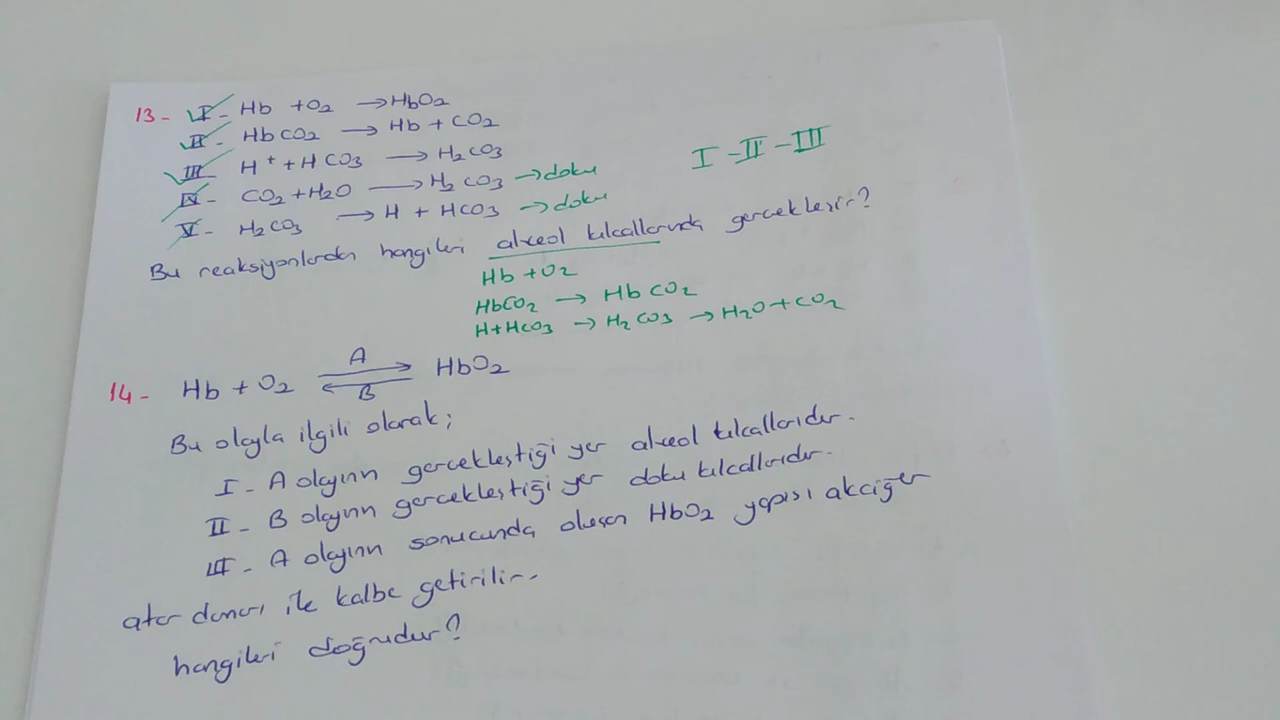 13- I- Hb + O2 → HbO2
II- HbCO2 → Hb + CO2
III- H+ + HCO3 → H2CO3
IV- CO2 + H2O → H2CO3 → doku
V- H2CO3 → H + HCO3 → doku
I - II - III
Bu reaksiyonlardan hangileri alveol kılcallarında gerçekleşir?
Hb + O2
HbCO2 → HbCO2
H + HCO3 → H2CO3 → H2O + CO2
14- Hb + O2 ⇌ HbO2
A
B
Bu olayla ilgili olarak;
I- A olayının gerçekleştiği yer alveol kılcallarıdır.
II- B olayının gerçekleştiği yer doku kılcallarıdır.
III- A olayının sonucunda oluşan HbO2 yapısı akciğer
atar damarı ile kalbe getirilir.
hangileri doğrudur?